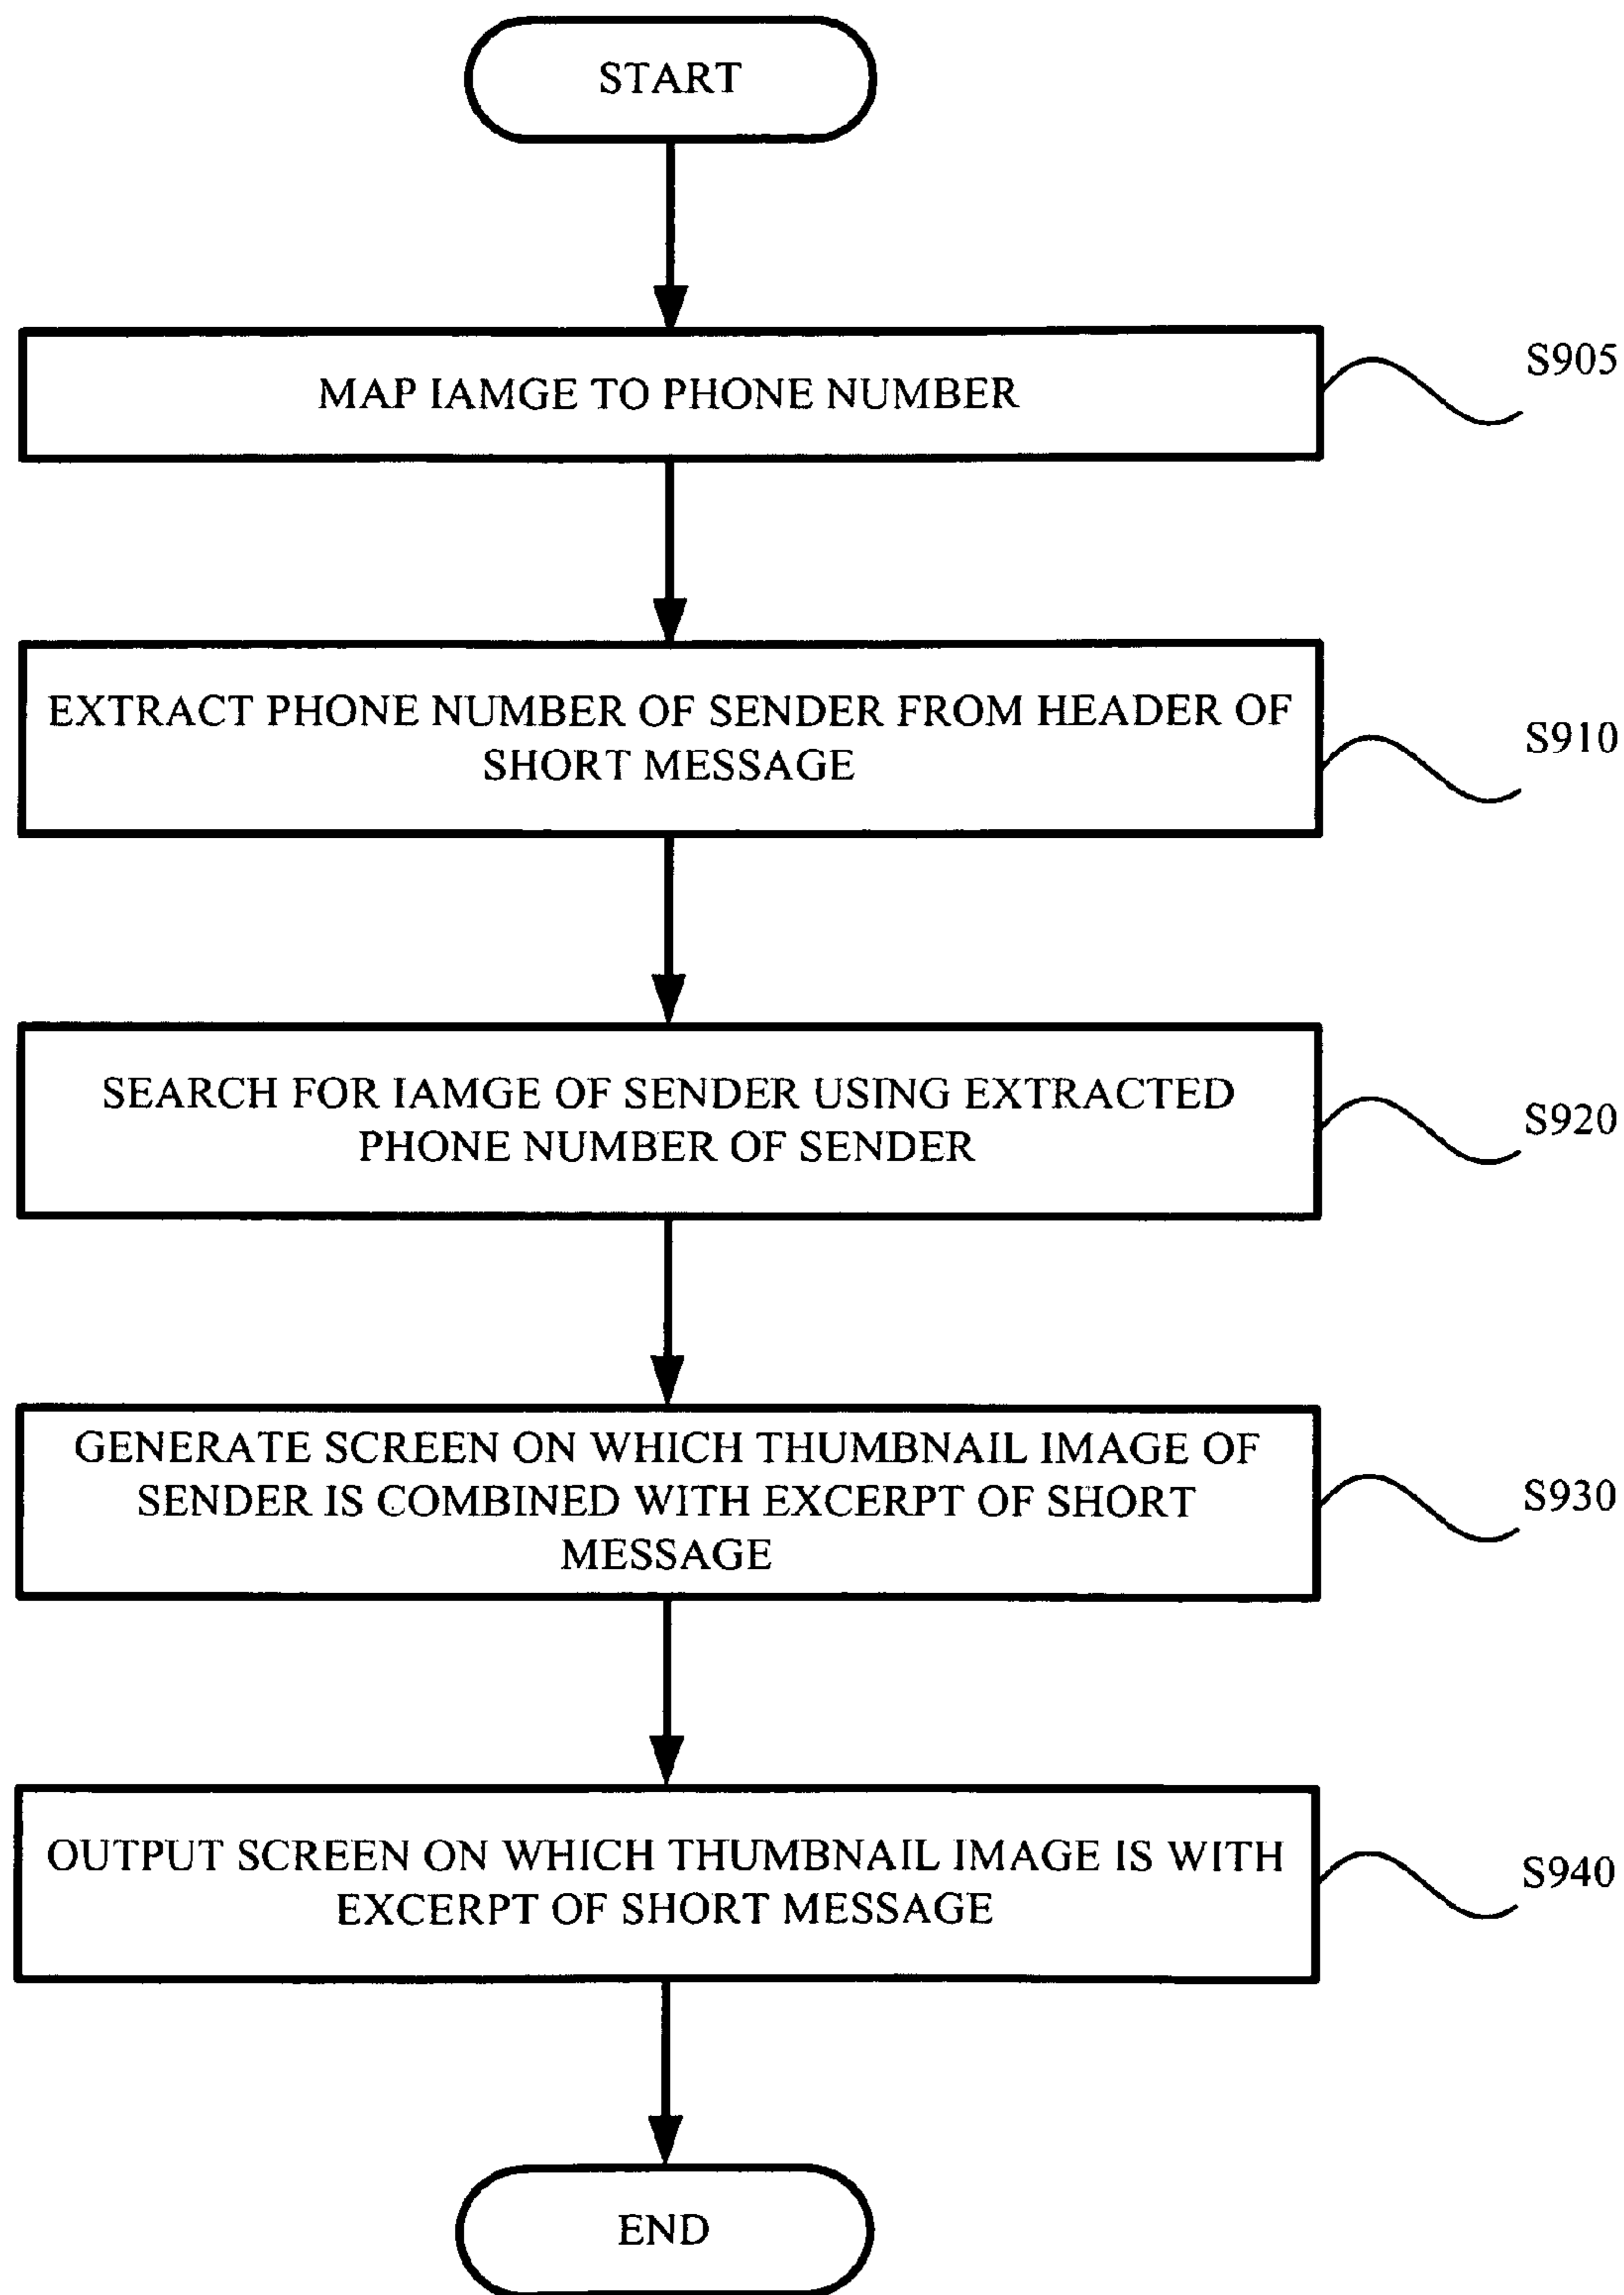 START
MAP IAMGE TO PHONE NUMBER
S905
EXTRACT PHONE NUMBER OF SENDER FROM HEADER OF
SHORT MESSAGE
S910
SEARCH FOR IAMGE OF SENDER USING EXTRACTED
PHONE NUMBER OF SENDER
S920
GENERATE SCREEN ON WHICH THUMBNAIL IMAGE OF
SENDER IS COMBINED WITH EXCERPT OF SHORT
MESSAGE
S930
OUTPUT SCREEN ON WHICH THUMBNAIL IMAGE IS WITH
EXCERPT OF SHORT MESSAGE
S940
END